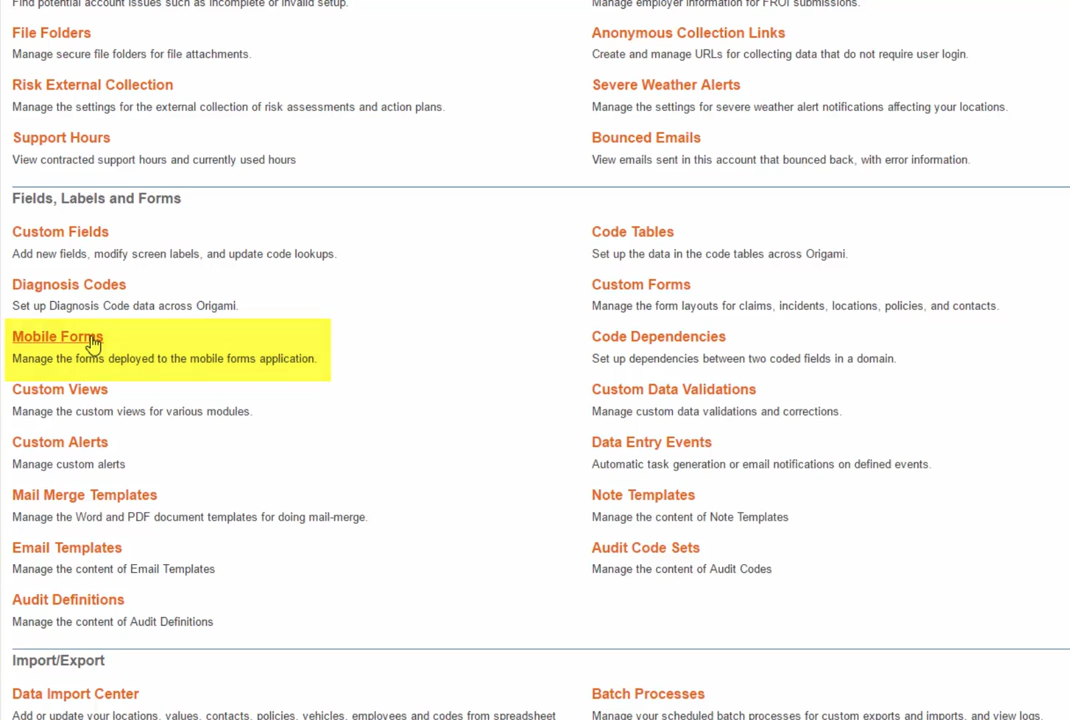 Find potential account issues such as incomplete or invalid setup.
Manage employer information for FROI submissions.
File Folders
Manage secure file folders for file attachments.
Anonymous Collection Links
Create and manage URLs for collecting data that do not require user login.
Risk External Collection
Manage the settings for the external collection of risk assessments and action plans.
Severe Weather Alerts
Manage the settings for severe weather alert notifications affecting your locations.
Support Hours
View contracted support hours and currently used hours
Bounced Emails
View emails sent in this account that bounced back, with error information.
Fields, Labels and Forms
Custom Fields
Add new fields, modify screen labels, and update code lookups.
Code Tables
Set up the data in the code tables across Origami.
Diagnosis Codes
Set up Diagnosis Code data across Origami.
Custom Forms
Manage the form layouts for claims, incidents, locations, policies, and contacts.
Mobile Forms
Manage the forms deployed to the mobile forms application.
Code Dependencies
Set up dependencies between two coded fields in a domain.
Custom Views
Manage the custom views for various modules.
Custom Data Validations
Manage custom data validations and corrections.
Custom Alerts
Manage custom alerts
Data Entry Events
Automatic task generation or email notifications on defined events.
Mail Merge Templates
Manage the Word and PDF document templates for doing mail-merge.
Note Templates
Manage the content of Note Templates
Email Templates
Manage the content of Email Templates
Audit Code Sets
Manage the content of Audit Codes
Audit Definitions
Manage the content of Audit Definitions
Import/Export
Data Import Center
Add or update your locations, values, contacts, policies, vehicles, employees and codes from spreadsheet
Batch Processes
Manage your scheduled batch processes for custom exports and imports, and view logs.